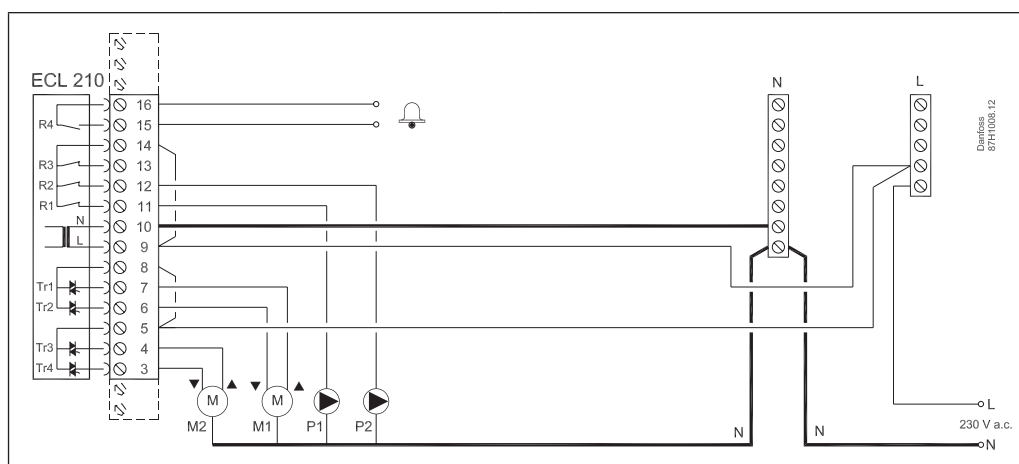 ECL 210
N
L
Danfoss
87H1008.12
16
R4
15
14
R3
13
R2
12
R1
11
N
10
L
9
8
Tr1
7
Tr2
6
5
Tr3
4
Tr4
3
M
M
M2
M1
P1
P2
N
N
L
230 V a.c.
N